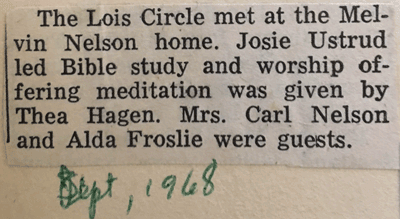 The Lois Circle met at the Mel-
vin Nelson home. Josie Ustrud
led Bible study and worship of-
fering meditation was given by
Thea Hagen. Mrs. Carl Nelson
and Alda Froslie were guests.
Sept, 1968